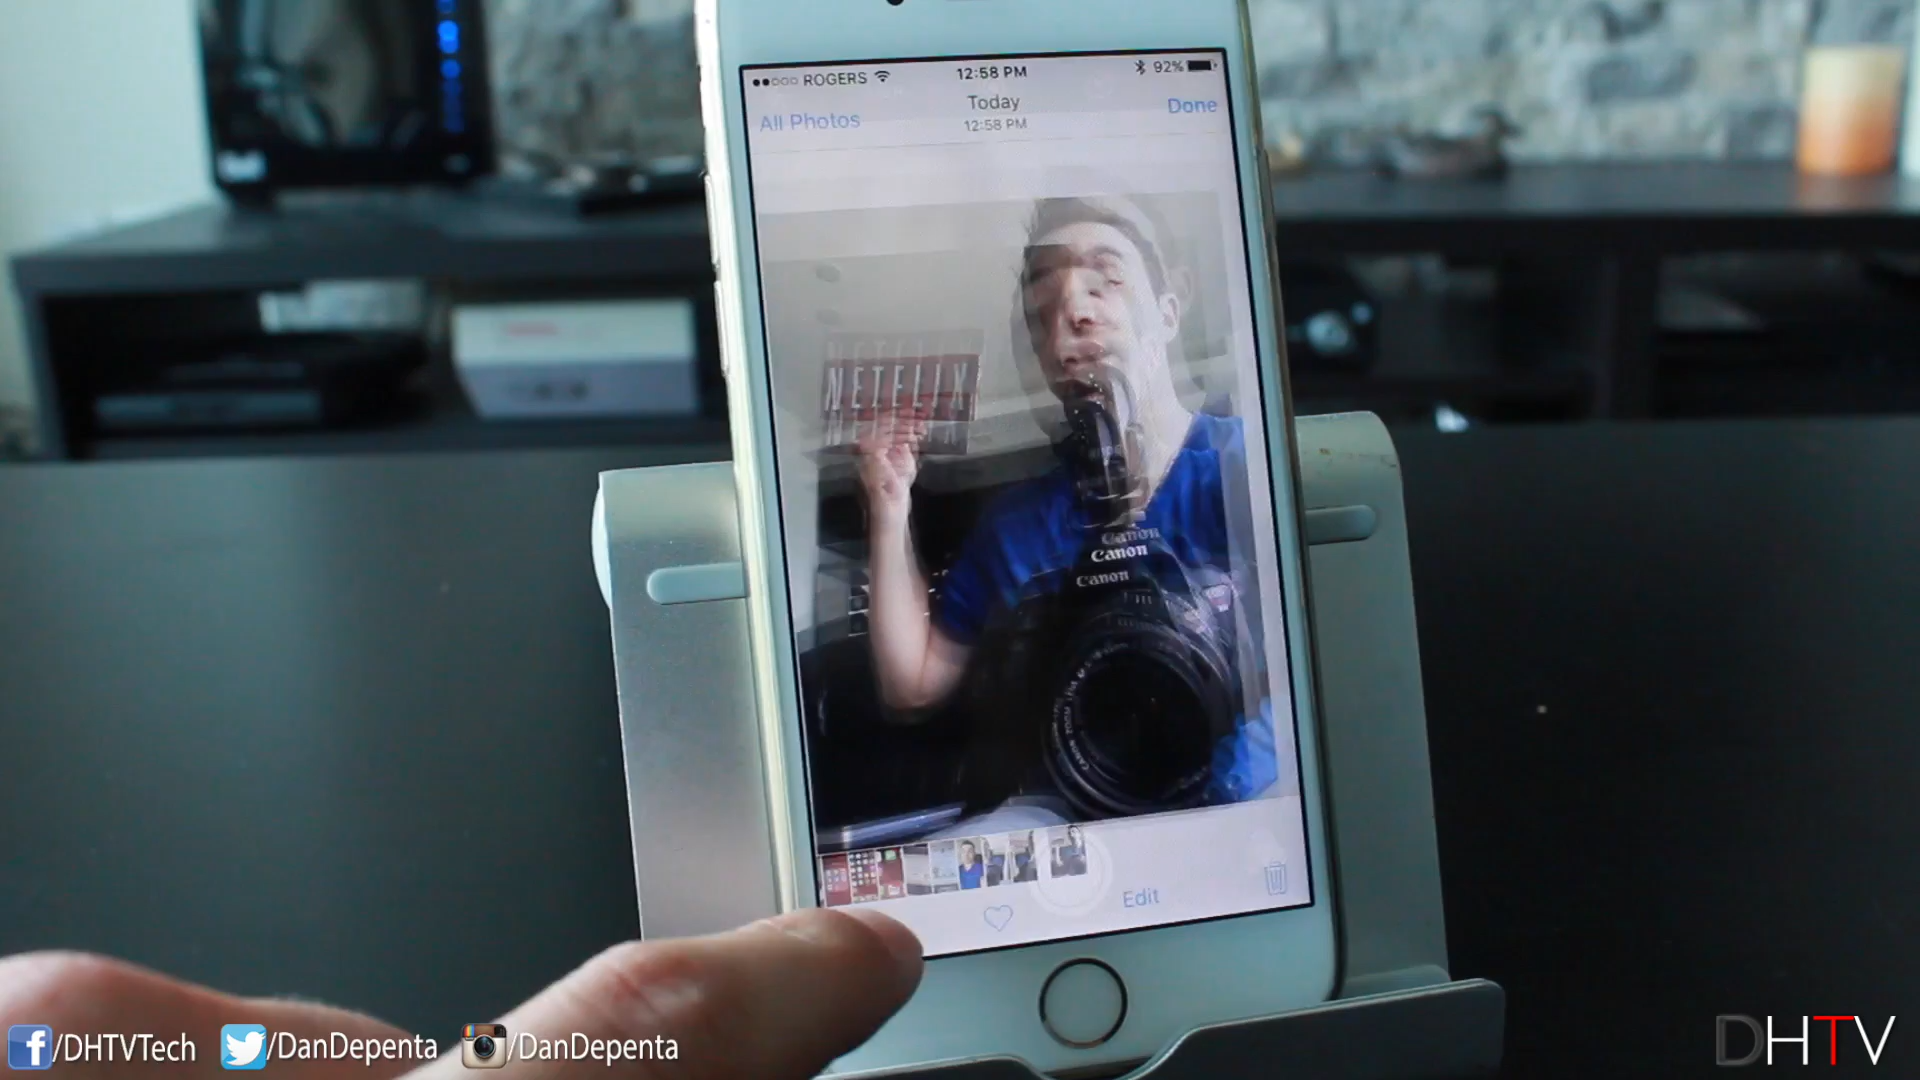 ROGERS 12:58 PM 92%
Today
All Photos 12:58 PM Done
NETFLIX
Canon
Canon
Canon
Edit
/DHTVTech /DanDepenta /DanDepenta
DHTV